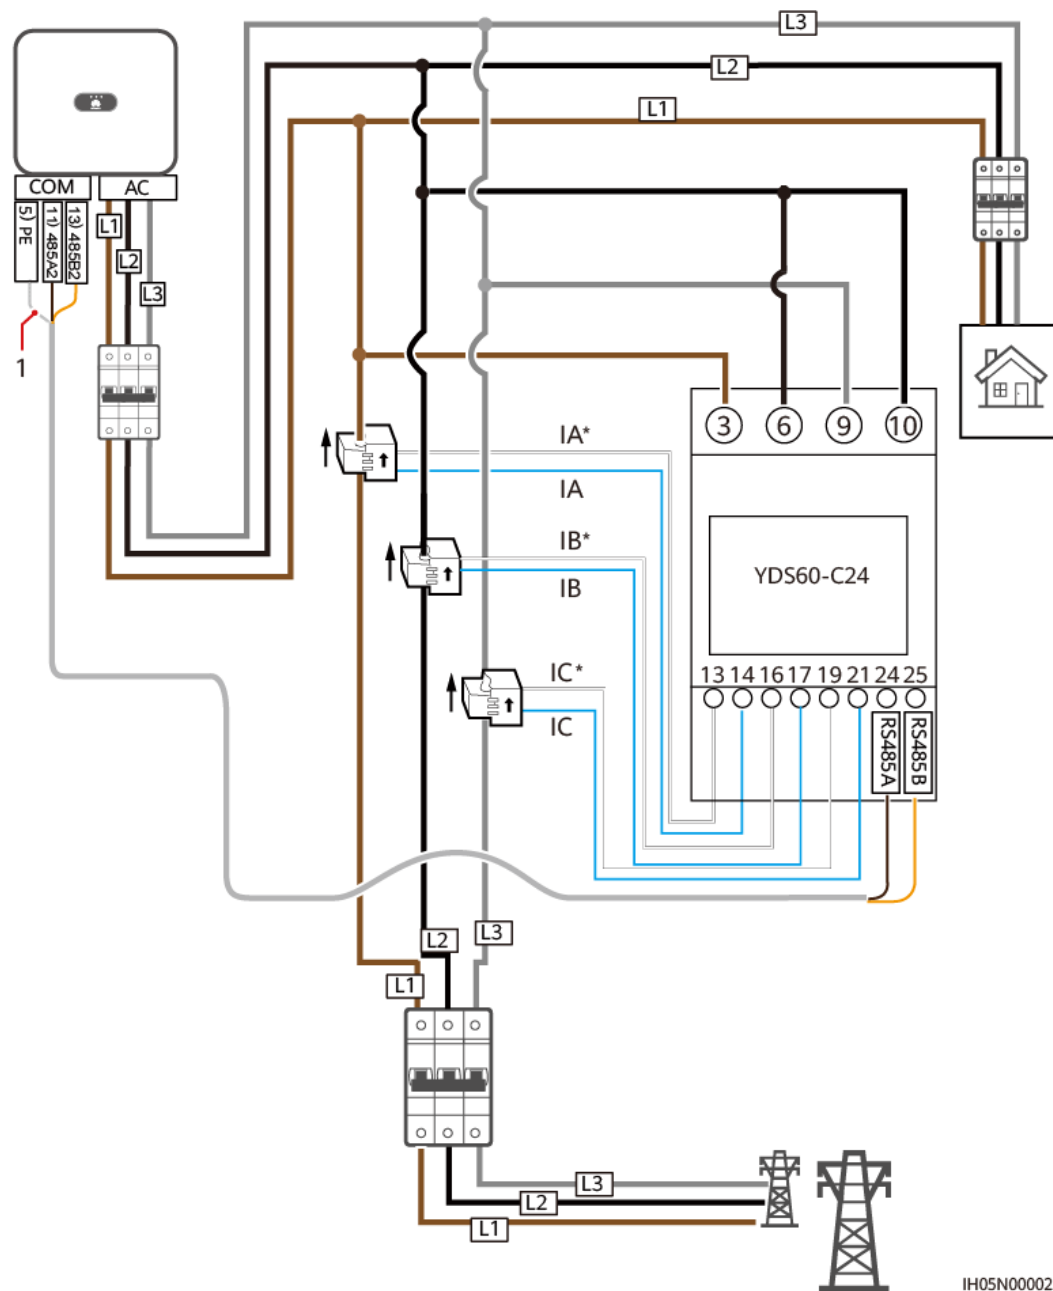 L3
L2
L1
COM
AC
5) PE
11) 485A2
13) 485B2
L1
L2
L3
1
3
6
9
10
IA*
IA
IB*
IB
YDS60-C24
IC*
IC
13 14 16 17 19 21 24 25
RS485A
RS485B
L2
L3
L1
L3
L2
L1
IH05N00002